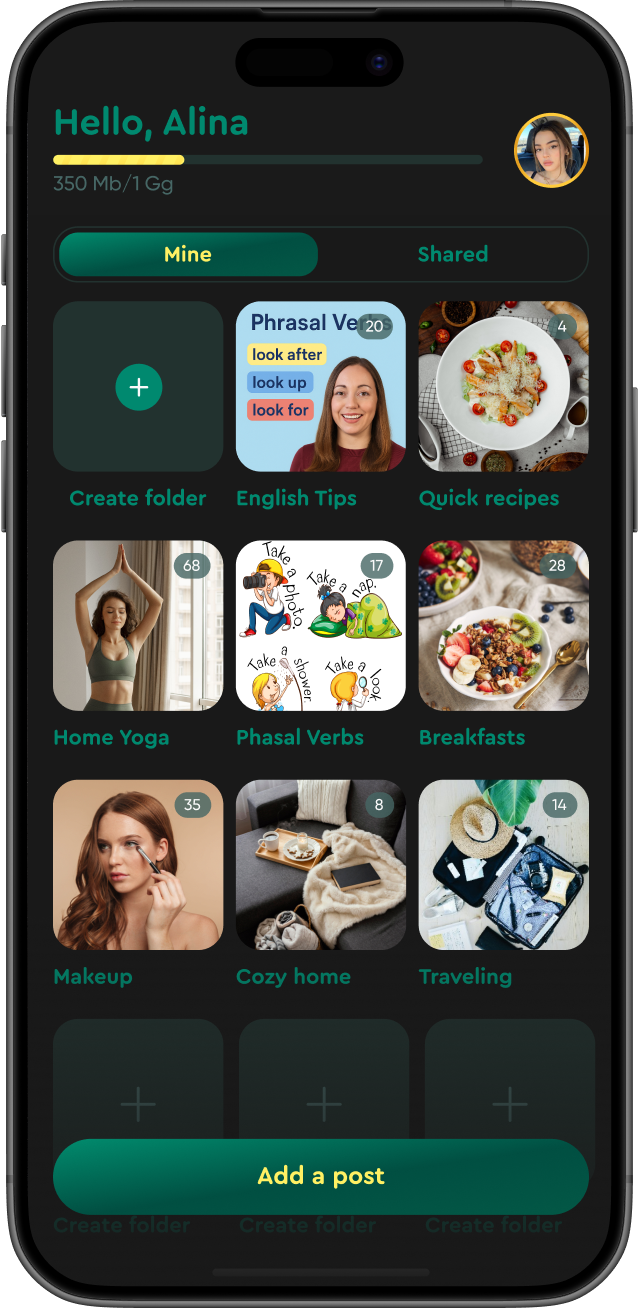 Hello, Alina
350 Mb/1 Gg
Mine
Shared
Phrasal Verbs
20
look after
look up
look for
4
Create folder
English Tips
Quick recipes
68
17
Take a photo.
Take a nap.
Take a shower
Take a look
28
Home Yoga
Phasal Verbs
Breakfasts
35
8
14
Makeup
Cozy home
Traveling
Add a post
Create folder
Create folder
Create folder